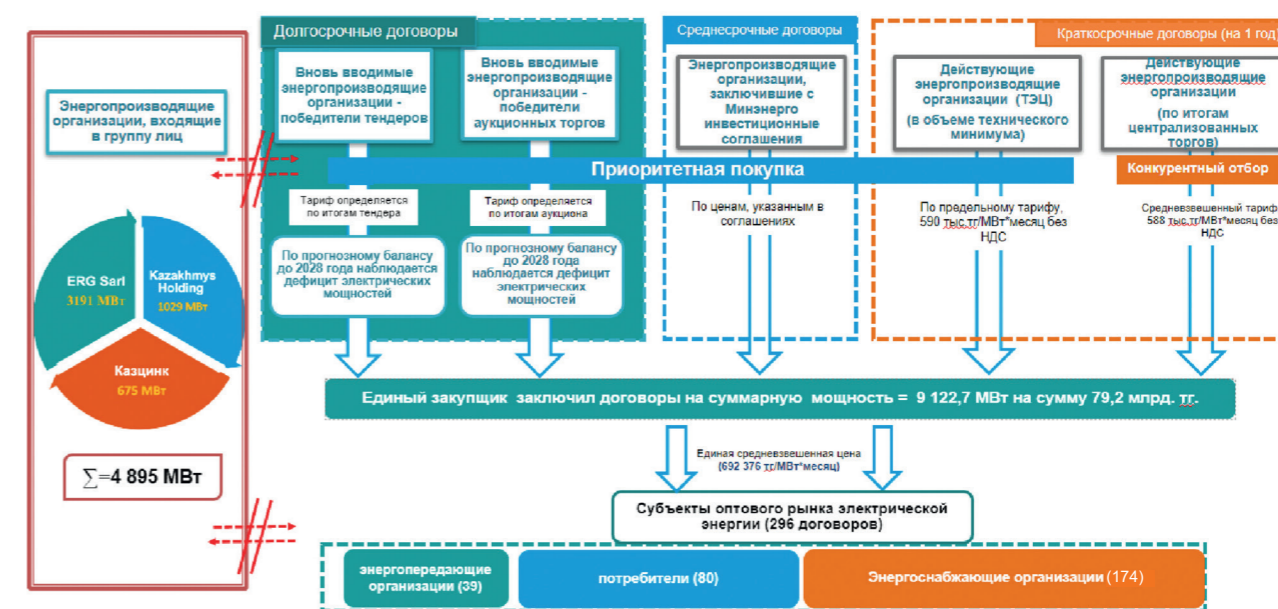 Энергопроизводящие
организации, входящие
в группу лиц
ERG Sarl
3191 МВт
Kazakhmys
Holding
1029 МВт
Казцинк
675 МВт
∑=4 895 МВт
Долгосрочные договоры
Вновь вводимые
энергопроизводящие
организации -
победители тендеров
Вновь вводимые
энергопроизводящие
организации -
победители
аукционных торгов
Среднесрочные договоры
Энергопроизводящие
организации,
заключившие с
Минэнерго
инвестиционные
соглашения
Краткосрочные договоры (на 1 год)
Действующие
энергопроизводящие
организации (ТЭЦ)
(в объеме технического
минимума)
Действующие
энергопроизводящие
организации
(по итогам
централизованных
торгов)
Приоритетная покупка
Конкурентный отбор
Тариф определяется
по итогам тендера
Тариф определяется
по итогам аукциона
По ценам, указанным в
соглашениях
По предельному тарифу,
590 тыс.тг/МВт*месяц без
НДС
Средневзвешенный тариф
588 тыс.тг/МВт*месяц без
НДС
По прогнозному балансу
до 2028 года наблюдается
дефицит электрических
мощностей
По прогнозному балансу
до 2028 года
наблюдается дефицит
электрических
мощностей
Единый закупщик заключил договоры на суммарную мощность = 9 122,7 МВт на сумму 79,2 млрд. тг.
Единая средневзвешенная цена
(692 376 тг/МВт*месяц)
Субъекты оптового рынка электрической
энергии (296 договоров)
энергопередающие
организации (39)
потребители (80)
Энергоснабжающие организации (174)